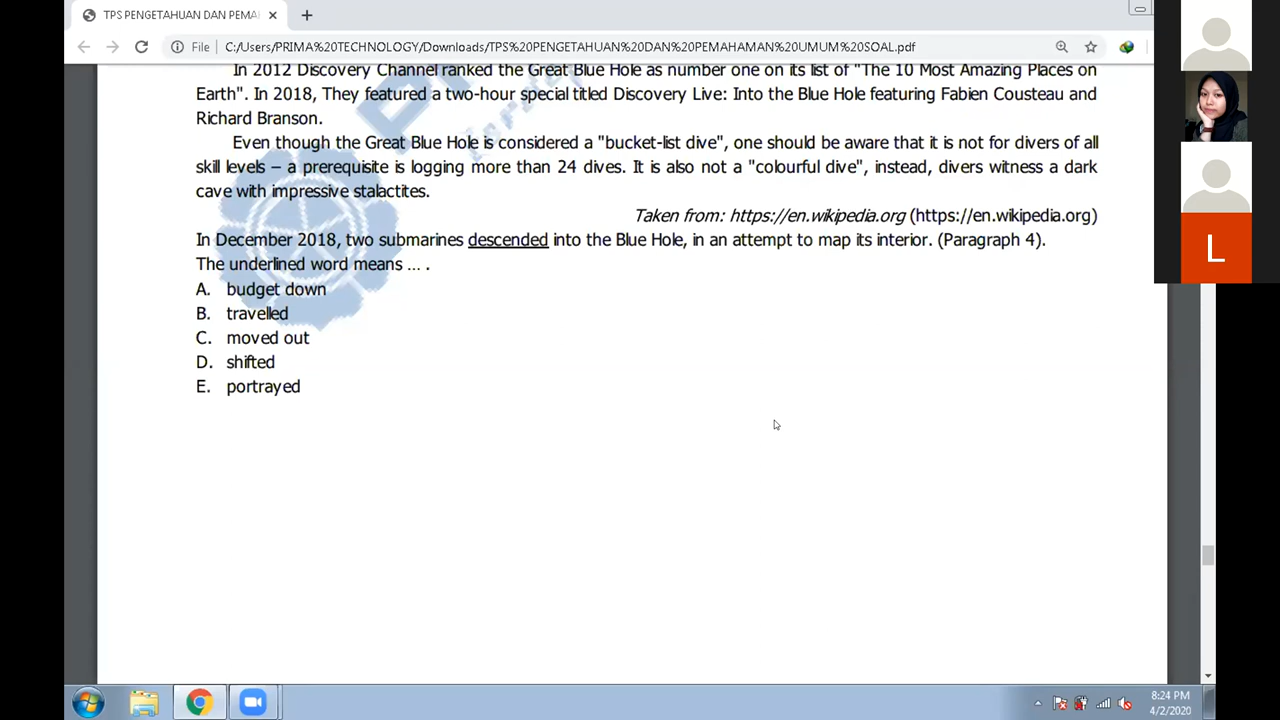 TPS PENGETAHUAN DAN PEMA
File C:/Users/PRIMA%20TECHNOLOGY/Downloads/TPS%20PENGETAHUAN%20DAN%20PEMAHAMAN%20UMUM%20SOAL.pdf
In 2012 Discovery Channel ranked the Great Blue Hole as number one on its list of "The 10 Most Amazing Places on
Earth". In 2018, They featured a two-hour special titled Discovery Live: Into the Blue Hole featuring Fabien Cousteau and
Richard Branson.
Even though the Great Blue Hole is considered a "bucket-list dive", one should be aware that it is not for divers of all
skill levels – a prerequisite is logging more than 24 dives. It is also not a "colourful dive", instead, divers witness a dark
cave with impressive stalactites.
Taken from: https://en.wikipedia.org (https://en.wikipedia.org)
In December 2018, two submarines descended into the Blue Hole, in an attempt to map its interior. (Paragraph 4).
The underlined word means ... .
A. budget down
B. travelled
C. moved out
D. shifted
E. portrayed
L
8:24 PM
4/2/2020